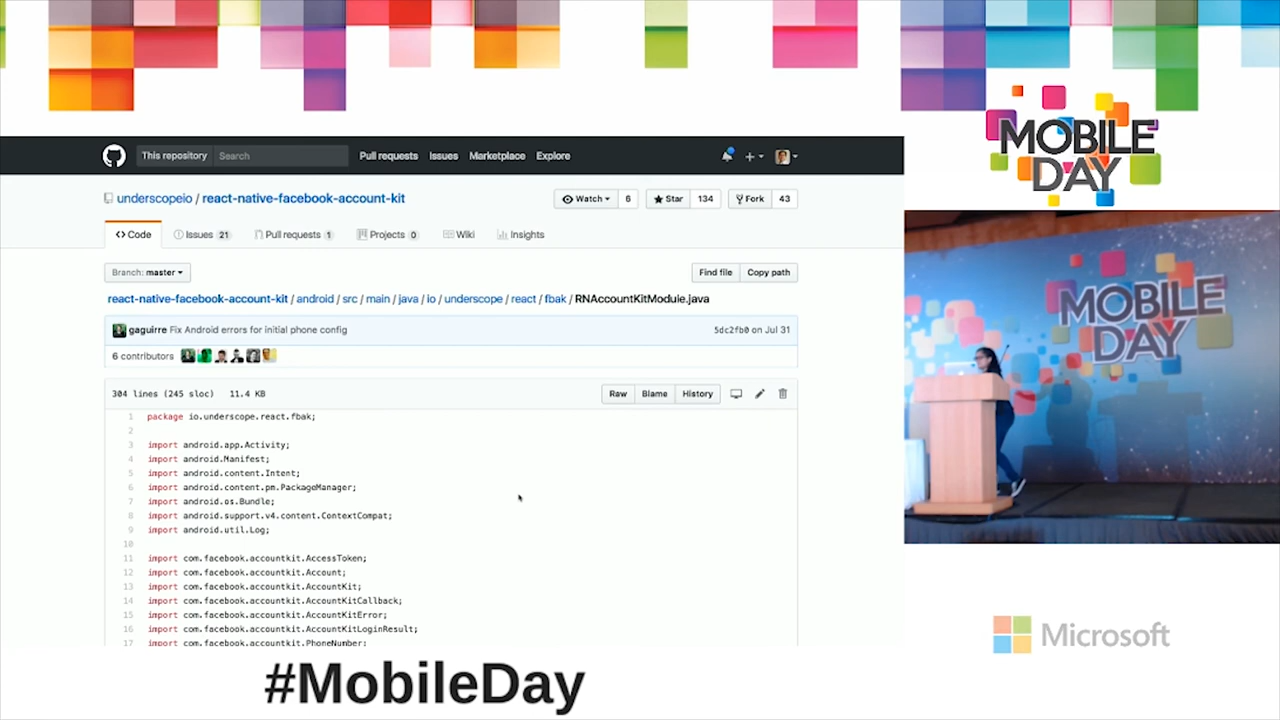 This repository Search Pull requests Issues Marketplace Explore
underscopeio / react-native-facebook-account-kit Watch 6 Star 134 Fork 43
Code Issues 21 Pull requests 1 Projects 0 Wiki Insights
Branch: master Find file Copy path
react-native-facebook-account-kit / android / src / main / java / io / underscope / react / fbak / RNAccountKitModule.java
gaguirre Fix Android errors for initial phone config 5dc2fb0 on Jul 31
6 contributors
304 lines (245 sloc) 11.4 KB Raw Blame History
1 package io.underscope.react.fbak;
2
3 import android.app.Activity;
4 import android.Manifest;
5 import android.content.Intent;
6 import android.content.pm.PackageManager;
7 import android.os.Bundle;
8 import android.support.v4.content.ContextCompat;
9 import android.util.Log;
10
11 import com.facebook.accountkit.AccessToken;
12 import com.facebook.accountkit.Account;
13 import com.facebook.accountkit.AccountKit;
14 import com.facebook.accountkit.AccountKitCallback;
15 import com.facebook.accountkit.AccountKitError;
16 import com.facebook.accountkit.AccountKitLoginResult;
17 import com.facebook.accountkit.PhoneNumber;
MOBILE
DAY
MOBILE
DAY
Microsoft
#MobileDay